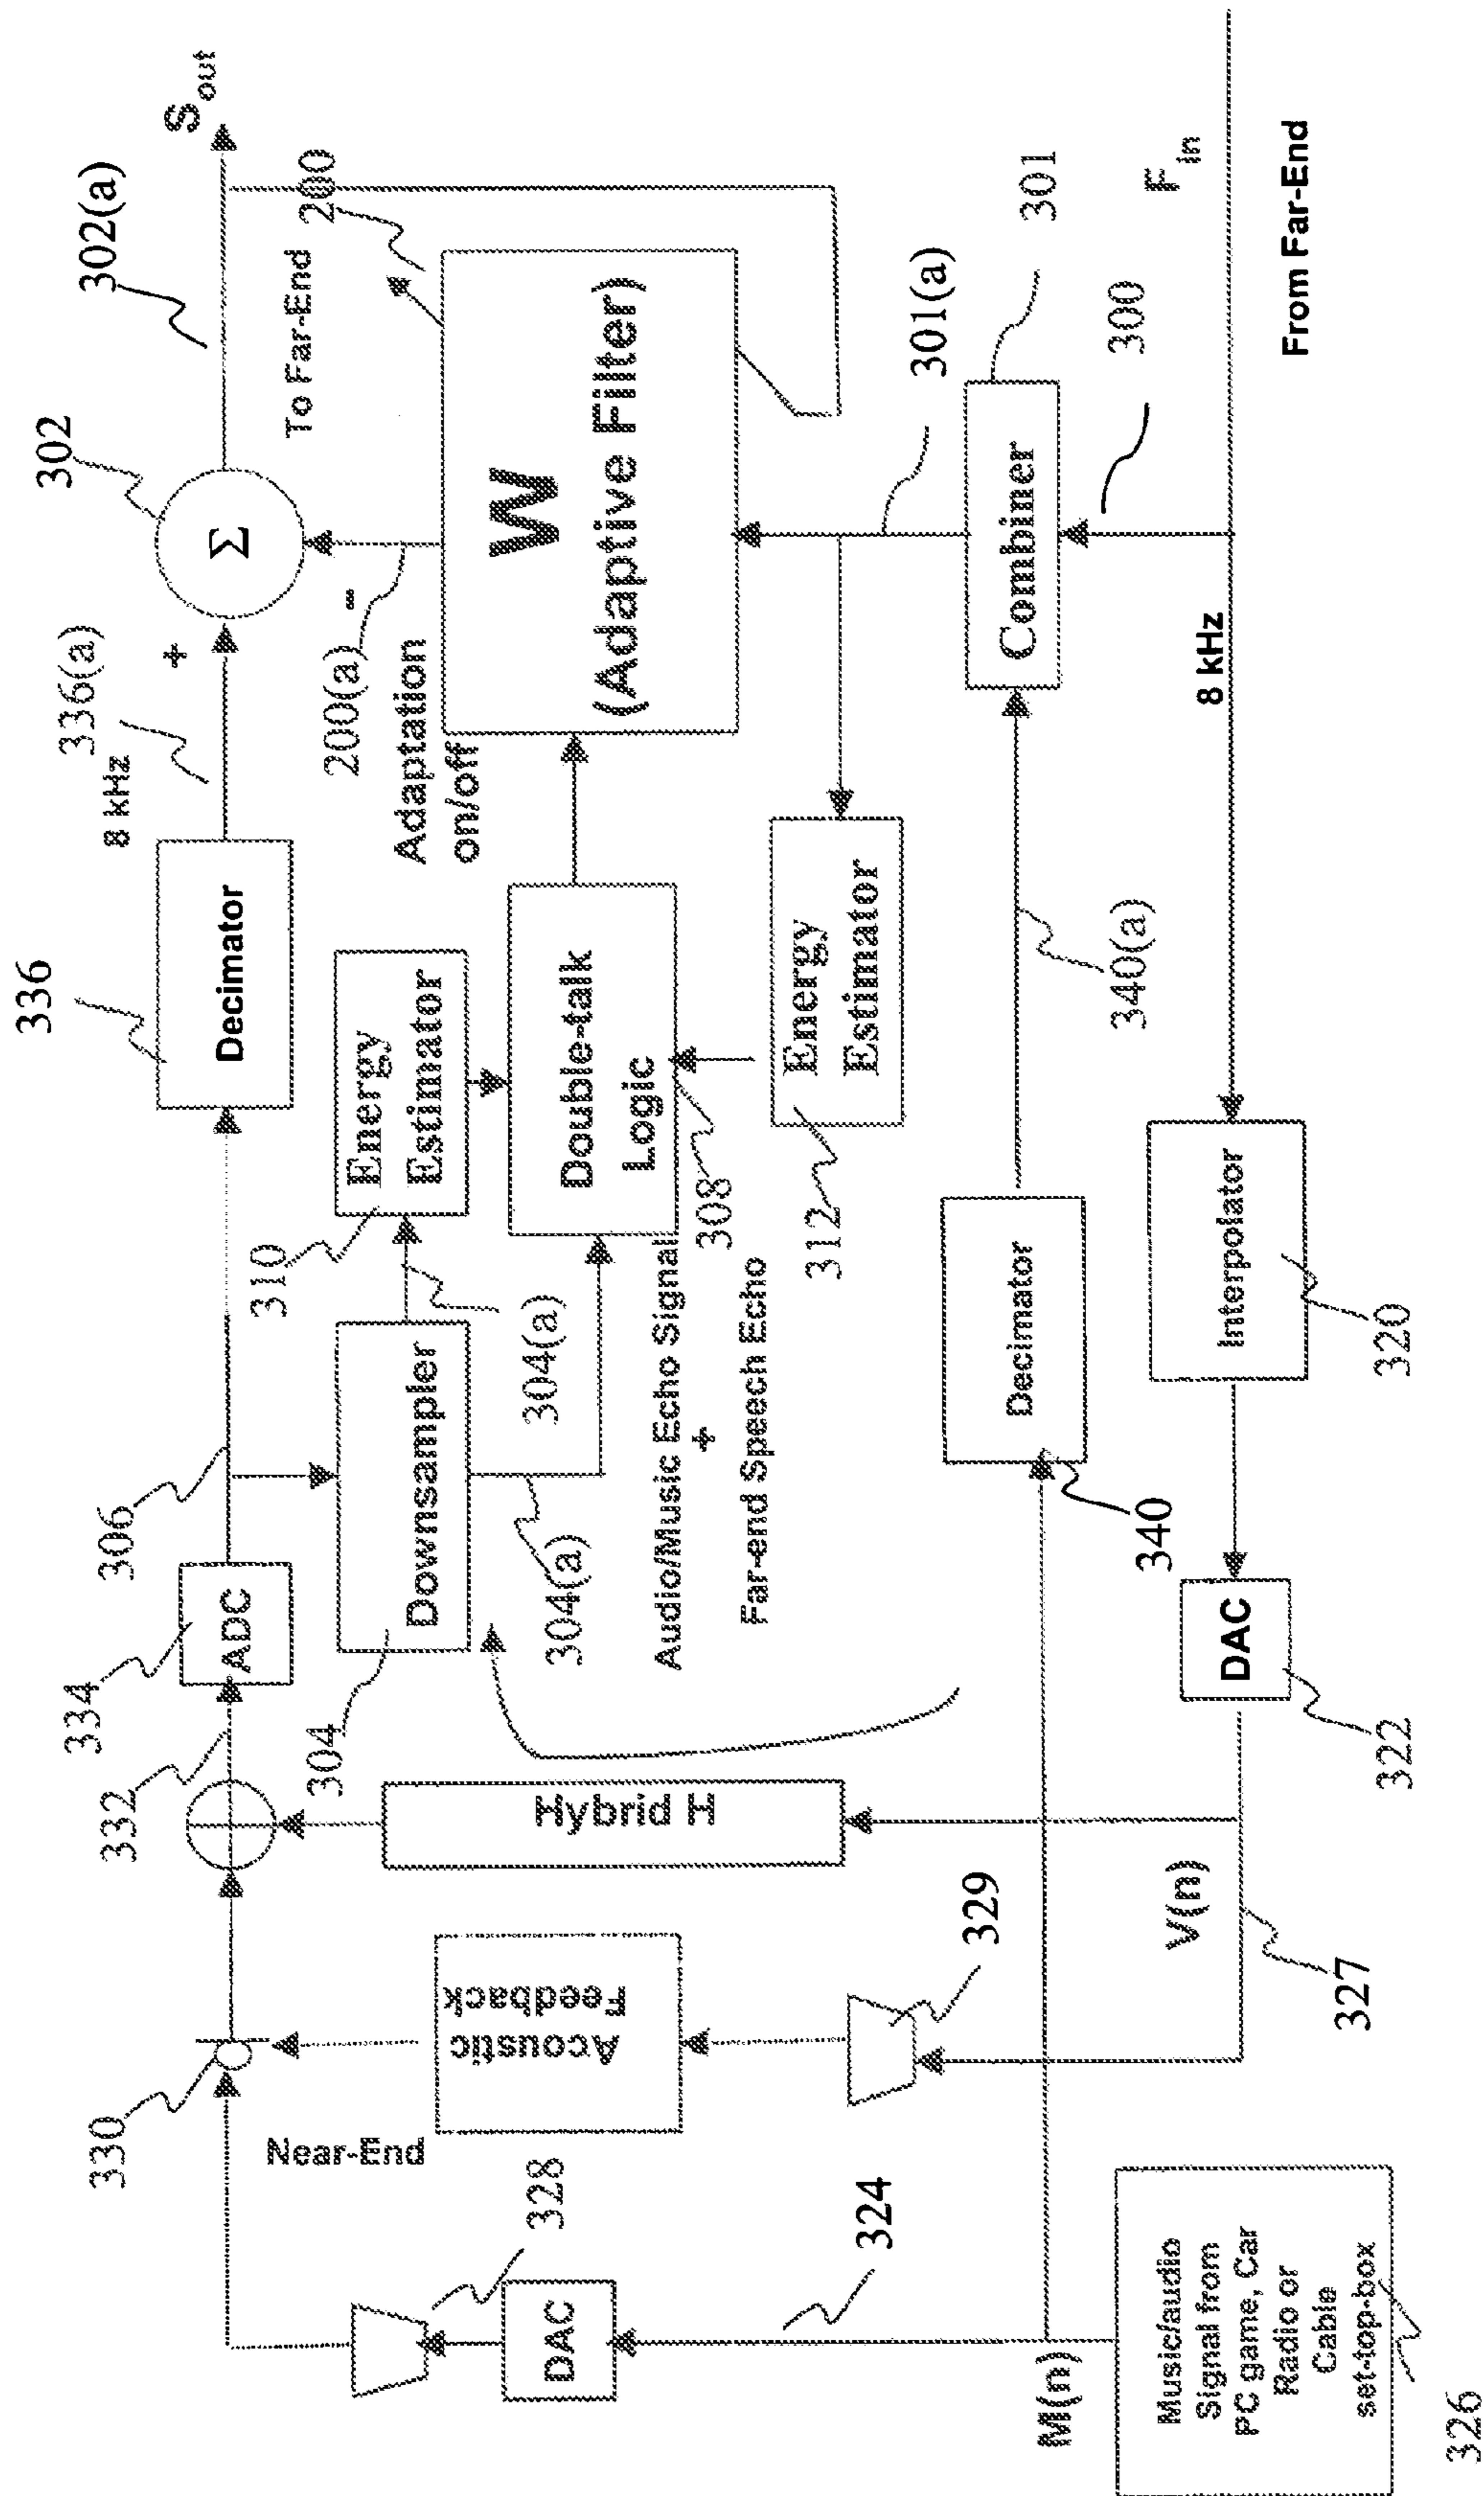 330
Near-End
332
334
ADC
306
336
Decimator
8 kHz
336(a)
+
302
Σ
302(a)
S out
To Far-End
328
DAC
324
M(n)
Music/audio
Signal from
PC game, Car
Radio or
Cable
set-top-box
326
Acoustic
Feedback
329
Hybrid H
V(n)
327
304
Downsampler
304(a)
304(a)
310
Energy
Estimator
Double-talk
Logic
308
Audio/Music Echo Signal
+
Far-end Speech Echo
Adaptation
on/off
200(a)
-
200
W
(Adaptive Filter)
312
Energy
Estimator
340
Decimator
340(a)
Combiner
301
301(a)
300
8 kHz
F in
From Far-End
Interpolator
320
DAC
322